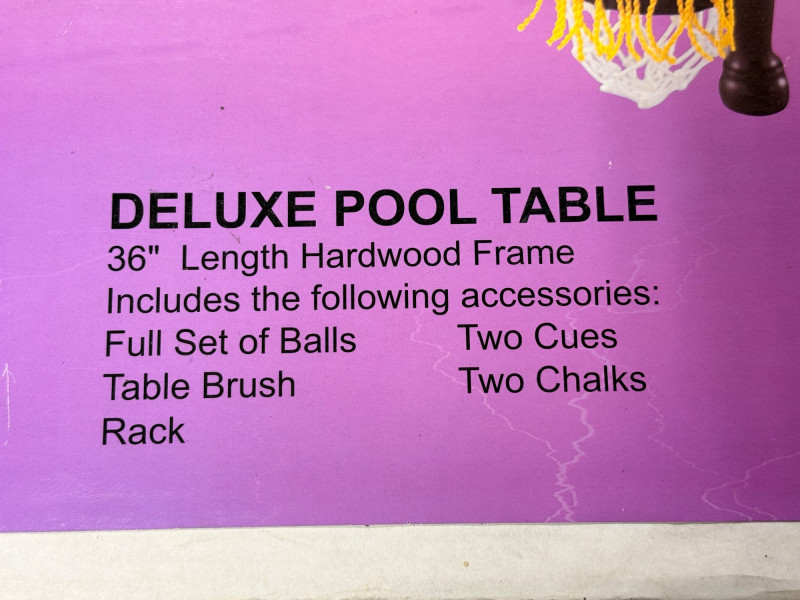 DELUXE POOL TABLE
36" Length Hardwood Frame
Includes the following accessories:
Full Set of Balls Two Cues
Table Brush Two Chalks
Rack